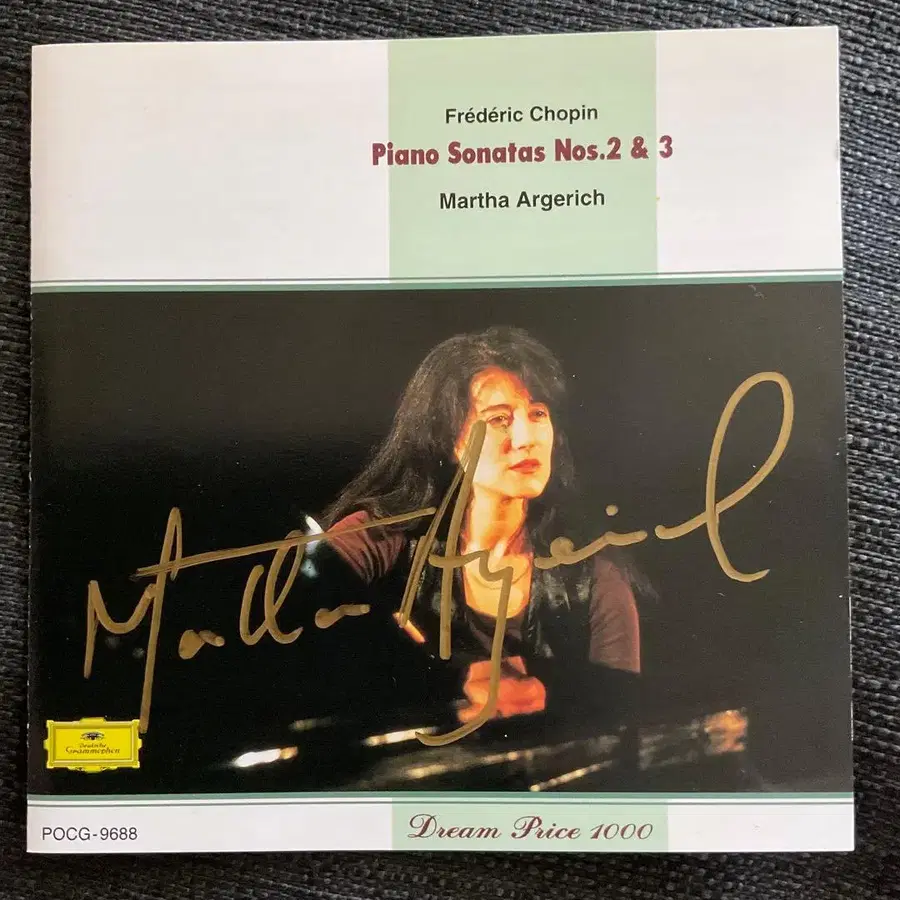 Frédéric Chopin
Piano Sonatas Nos.2 & 3
Martha Argerich
Martha Argerich
Deutsche
Grammophon
POCG-9688
Dream Price 1000